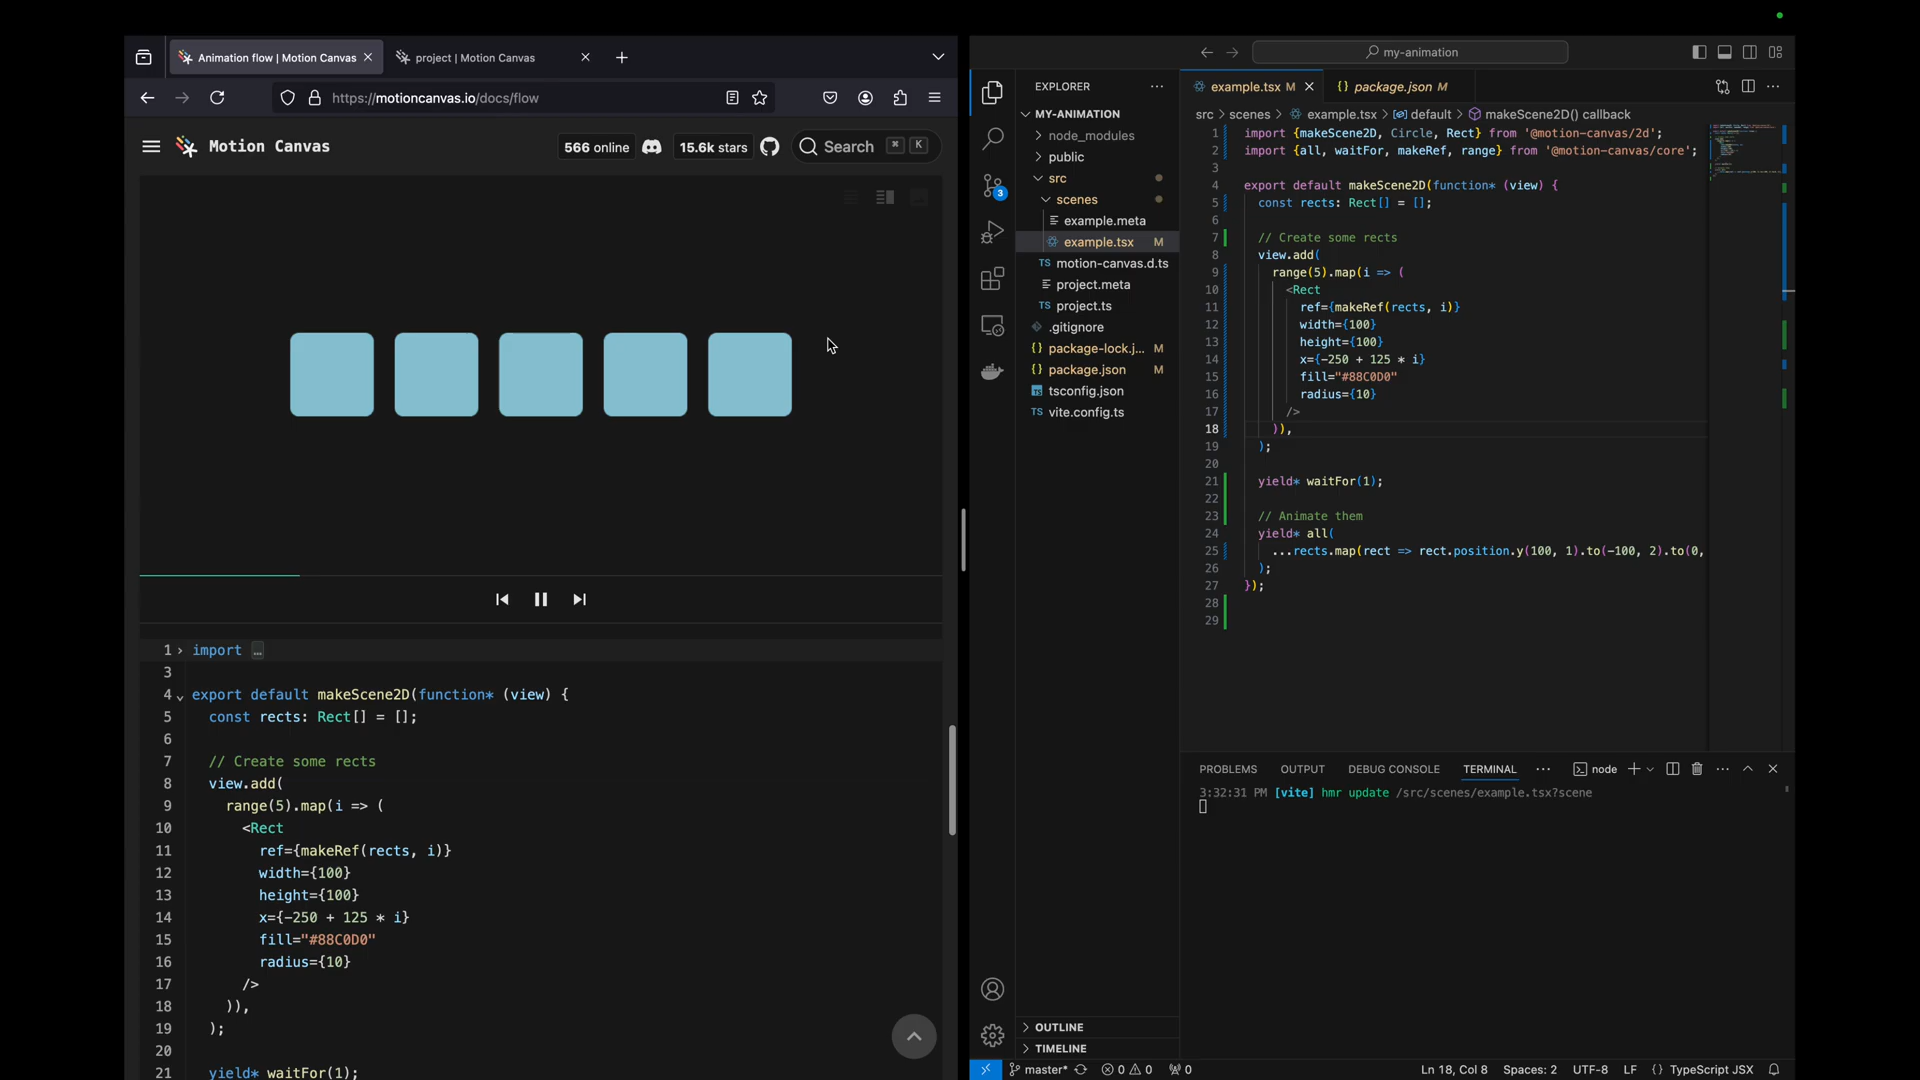 Animation flow | Motion Canvas
project | Motion Canvas
https://motioncanvas.io/docs/flow
Motion Canvas
566 online
15.6k stars
Search ⌘ K
1 import …
3
4 export default makeScene2D(function* (view) {
5 const rects: Rect[] = [];
6
7 // Create some rects
8 view.add(
9 range(5).map(i => (
10 <Rect
11 ref={makeRef(rects, i)}
12 width={100}
13 height={100}
14 x={-250 + 125 * i}
15 fill="#88C0D0"
16 radius={10}
17 />
18 )),
19 );
20
21 yield* waitFor(1);
my-animation
EXPLORER
MY-ANIMATION
node_modules
public
src
scenes
example.meta
example.tsx M
TS motion-canvas.d.ts
project.meta
TS project.ts
.gitignore
{} package-lock.j... M
{} package.json M
tsconfig.json
TS vite.config.ts
OUTLINE
TIMELINE
3
example.tsx M
{} package.json M
src > scenes > example.tsx > default > makeScene2D() callback
1 import {makeScene2D, Circle, Rect} from '@motion-canvas/2d';
2 import {all, waitFor, makeRef, range} from '@motion-canvas/core';
3
4 export default makeScene2D(function* (view) {
5 const rects: Rect[] = [];
6
7 // Create some rects
8 view.add(
9 range(5).map(i => (
10 <Rect
11 ref={makeRef(rects, i)}
12 width={100}
13 height={100}
14 x={-250 + 125 * i}
15 fill="#88C0D0"
16 radius={10}
17 />
18 )),
19 );
20
21 yield* waitFor(1);
22
23 // Animate them
24 yield* all(
25 ...rects.map(rect => rect.position.y(100, 1).to(-100, 2).to(0,
26 );
27 });
28
29
PROBLEMS OUTPUT DEBUG CONSOLE TERMINAL node
3:32:31 PM [vite] hmr update /src/scenes/example.tsx?scene
master* 0 0 0 Ln 18, Col 8 Spaces: 2 UTF-8 LF {} TypeScript JSX